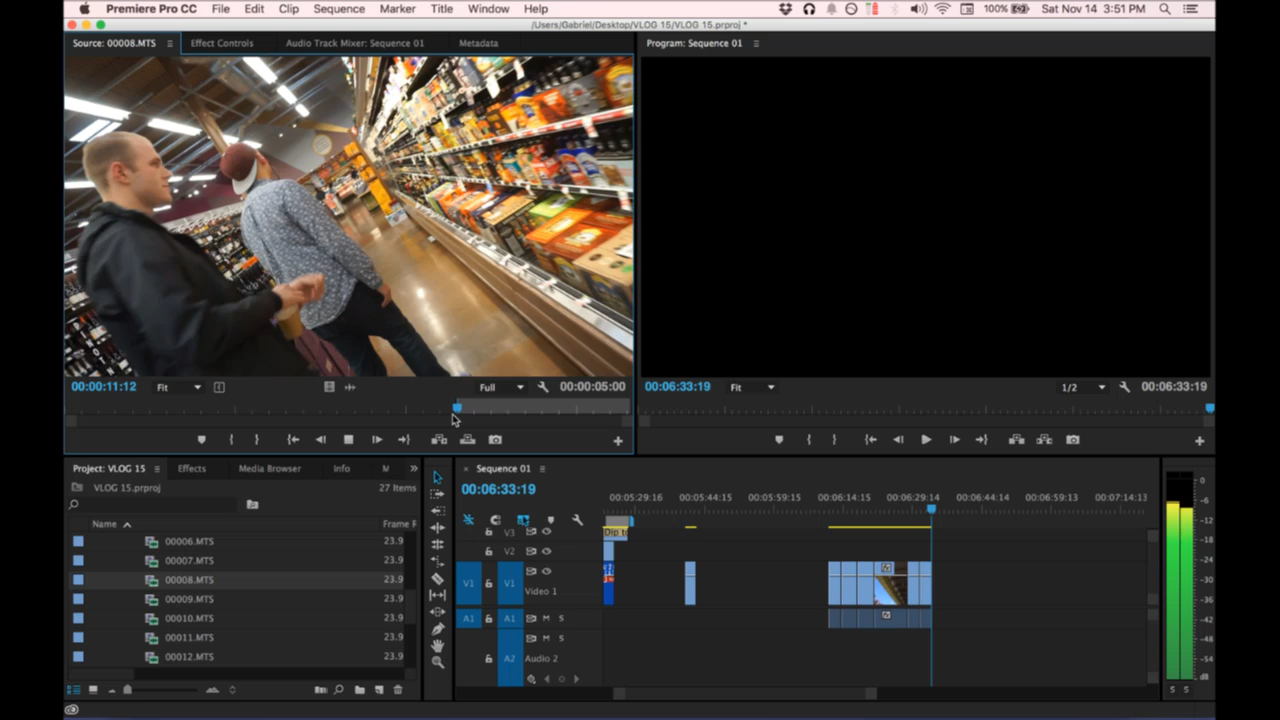 Premiere Pro CC File Edit Clip Sequence Marker Title Window Help 100% Sat Nov 14 3:51 PM
/Users/Gabriel/Desktop/VLOG 15/VLOG 15.prproj *
Source: 00008.MTS Effect Controls Audio Track Mixer: Sequence 01 Metadata
Program: Sequence 01
00:00:11:12 Fit Full 00:00:05:00
00:06:33:19 Fit 1/2 00:06:33:19
Project: VLOG 15 Effects Media Browser Info M
VLOG 15.prproj 27 Items
Name Frame R
00006.MTS 23.9
00007.MTS 23.9
00008.MTS 23.9
00009.MTS 23.9
00010.MTS 23.9
00011.MTS 23.9
00012.MTS 23.9
× Sequence 01
00:06:33:19
00:05:29:16 00:05:44:15 00:05:59:15 00:06:14:15 00:06:29:14 00:06:44:14 00:06:59:13 00:07:14:13
V3 Dip to
V2
V1 V1 Video 1
A1 A1 M S
M S
A2 Audio 2
0
-6
-12
-18
-24
-30
-36
-42
-48
-54
dB
S S